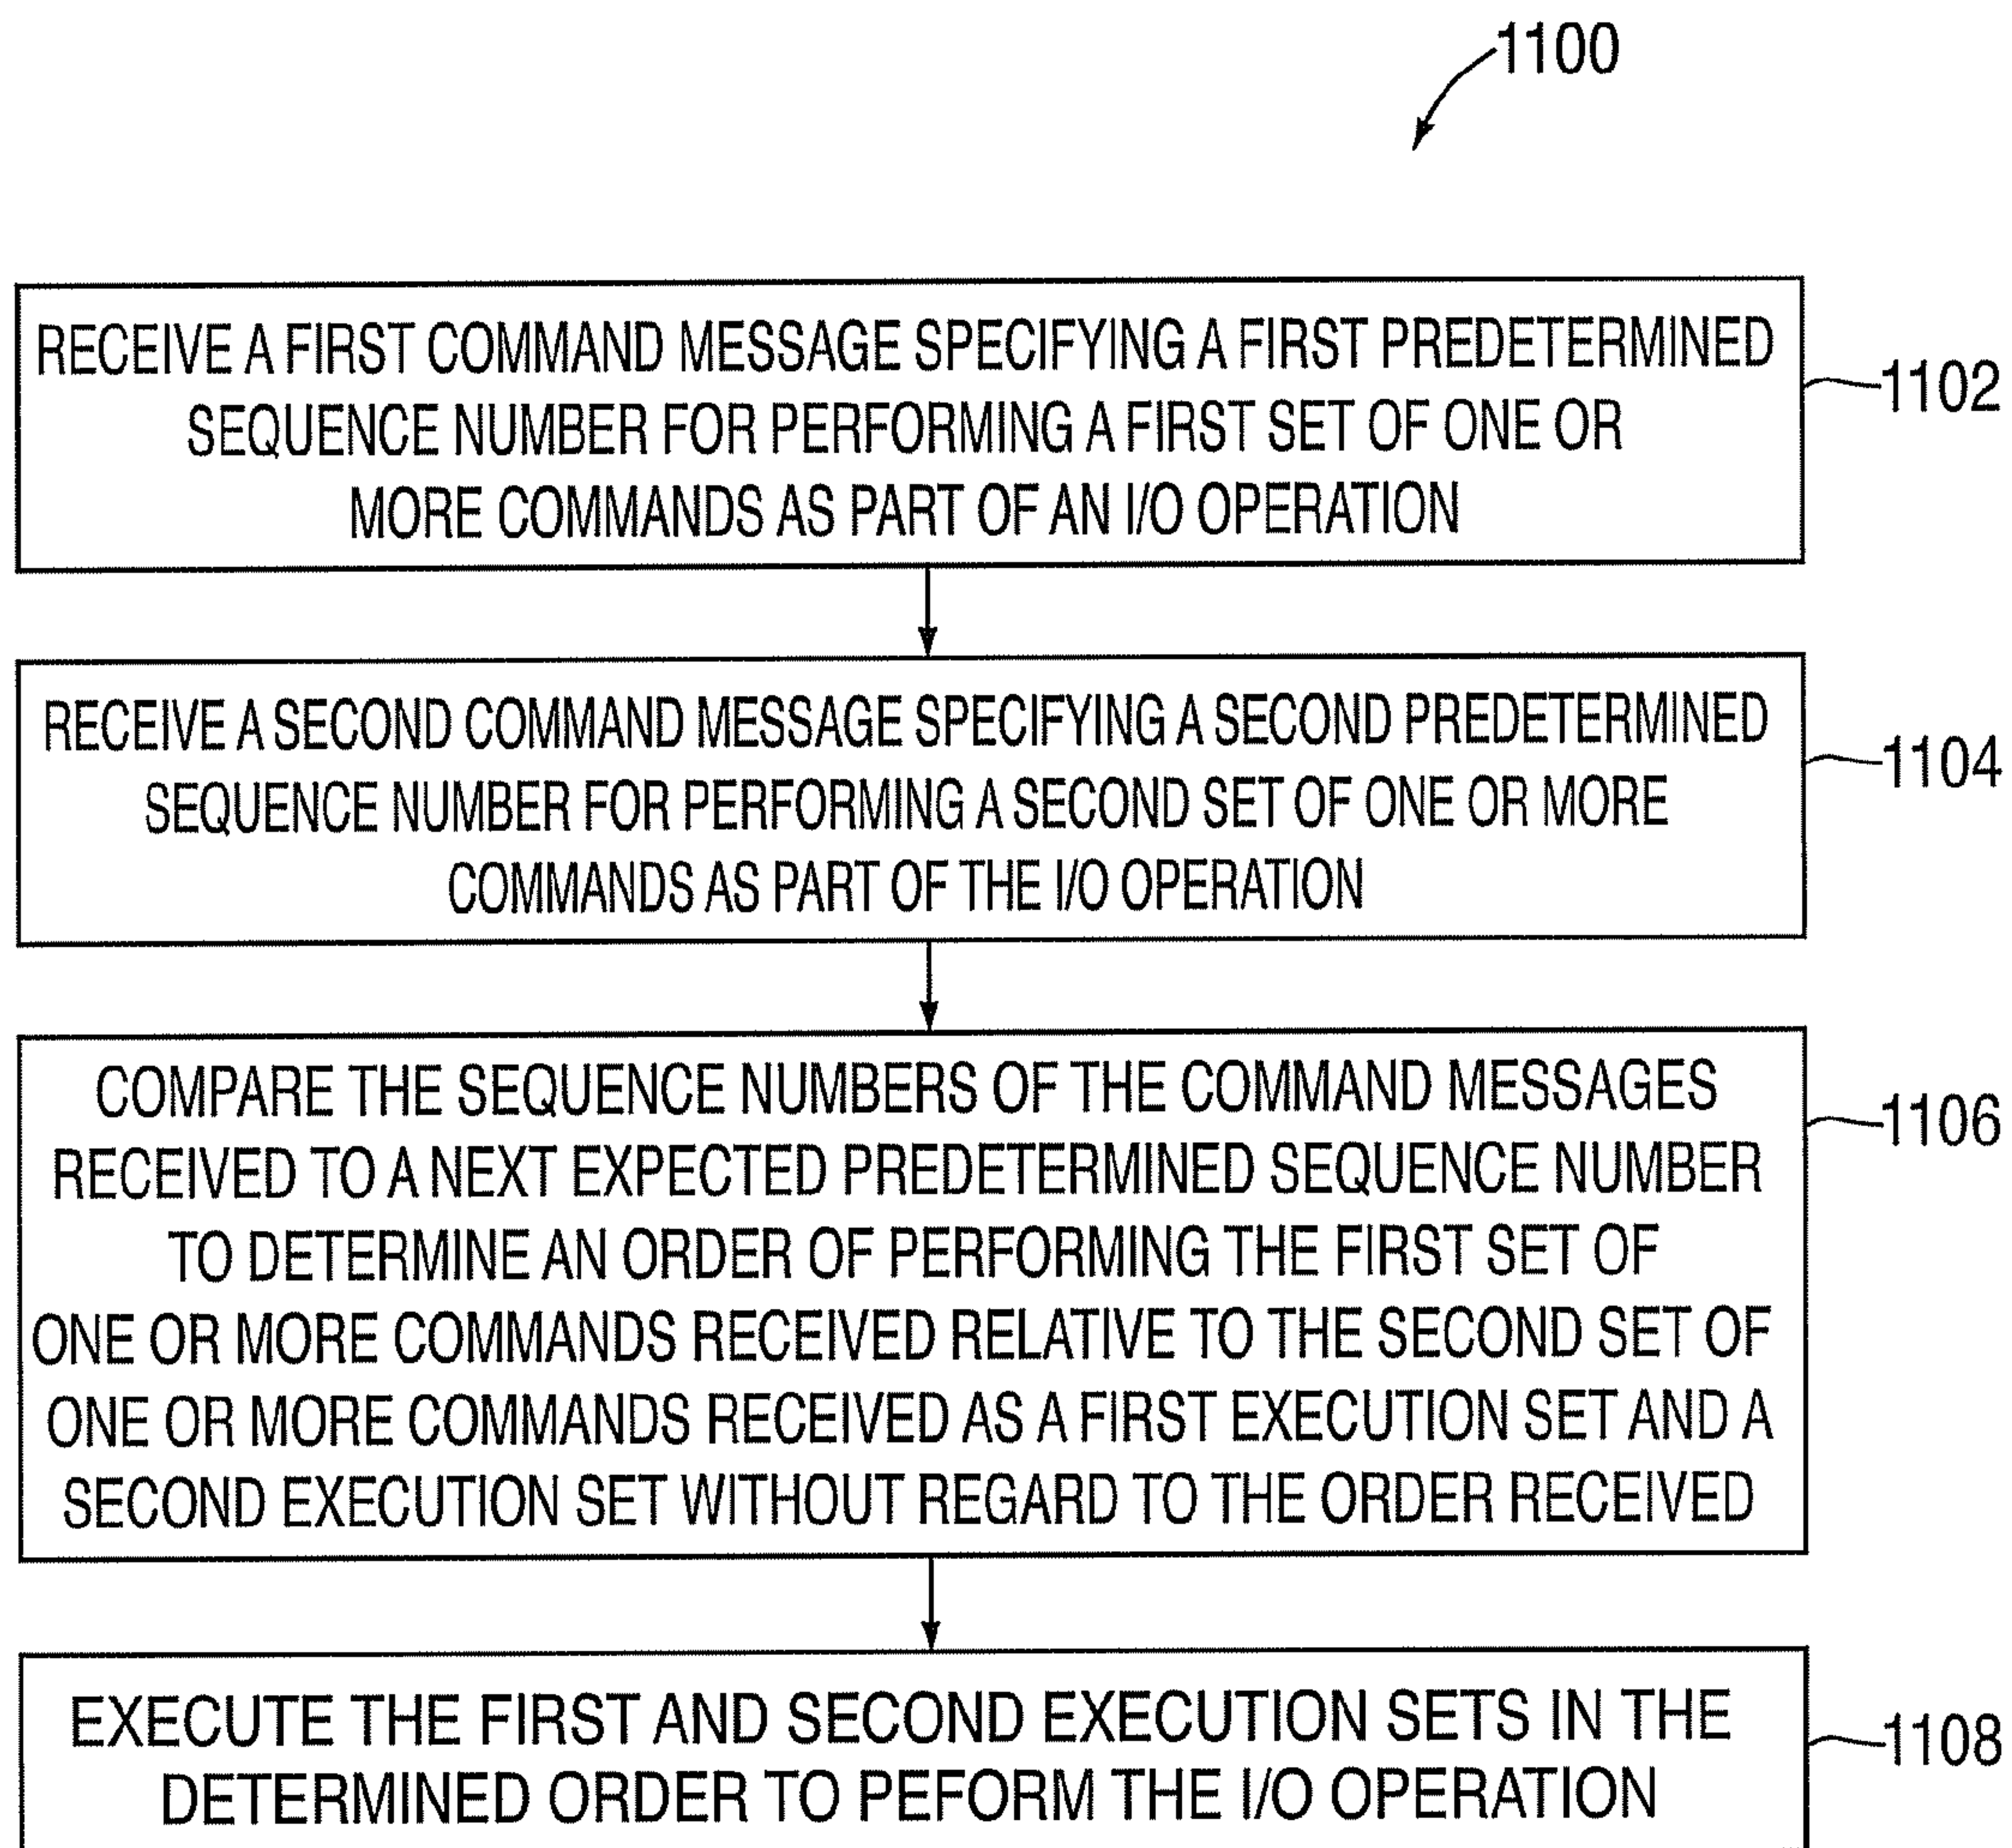 1100
RECEIVE A FIRST COMMAND MESSAGE SPECIFYING A FIRST PREDETERMINED
SEQUENCE NUMBER FOR PERFORMING A FIRST SET OF ONE OR
MORE COMMANDS AS PART OF AN I/O OPERATION
1102
RECEIVE A SECOND COMMAND MESSAGE SPECIFYING A SECOND PREDETERMINED
SEQUENCE NUMBER FOR PERFORMING A SECOND SET OF ONE OR MORE
COMMANDS AS PART OF THE I/O OPERATION
1104
COMPARE THE SEQUENCE NUMBERS OF THE COMMAND MESSAGES
RECEIVED TO A NEXT EXPECTED PREDETERMINED SEQUENCE NUMBER
TO DETERMINE AN ORDER OF PERFORMING THE FIRST SET OF
ONE OR MORE COMMANDS RECEIVED RELATIVE TO THE SECOND SET OF
ONE OR MORE COMMANDS RECEIVED AS A FIRST EXECUTION SET AND A
SECOND EXECUTION SET WITHOUT REGARD TO THE ORDER RECEIVED
1106
EXECUTE THE FIRST AND SECOND EXECUTION SETS IN THE
DETERMINED ORDER TO PEFORM THE I/O OPERATION
1108